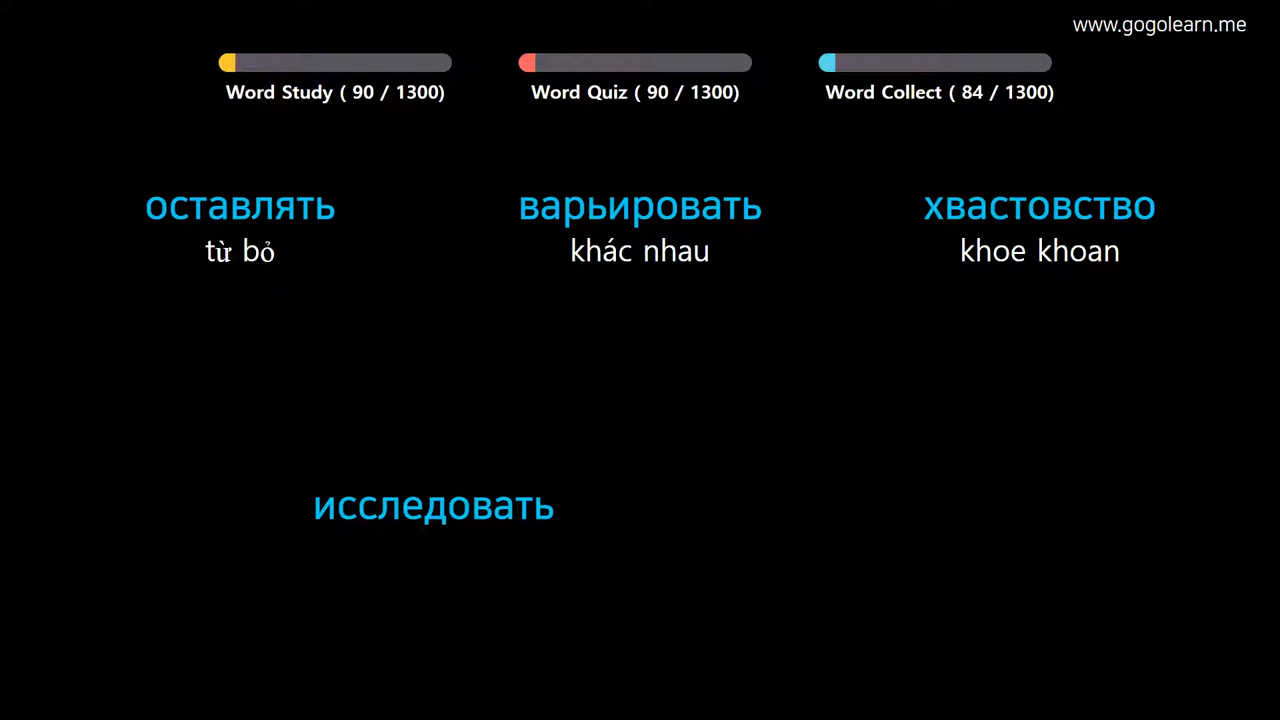 www.gogolearn.me
Word Study ( 90 / 1300)
Word Quiz ( 90 / 1300)
Word Collect ( 84 / 1300)
оставлять
варьировать
хвастовство
từ bỏ
khác nhau
khoe khoan
исследовать